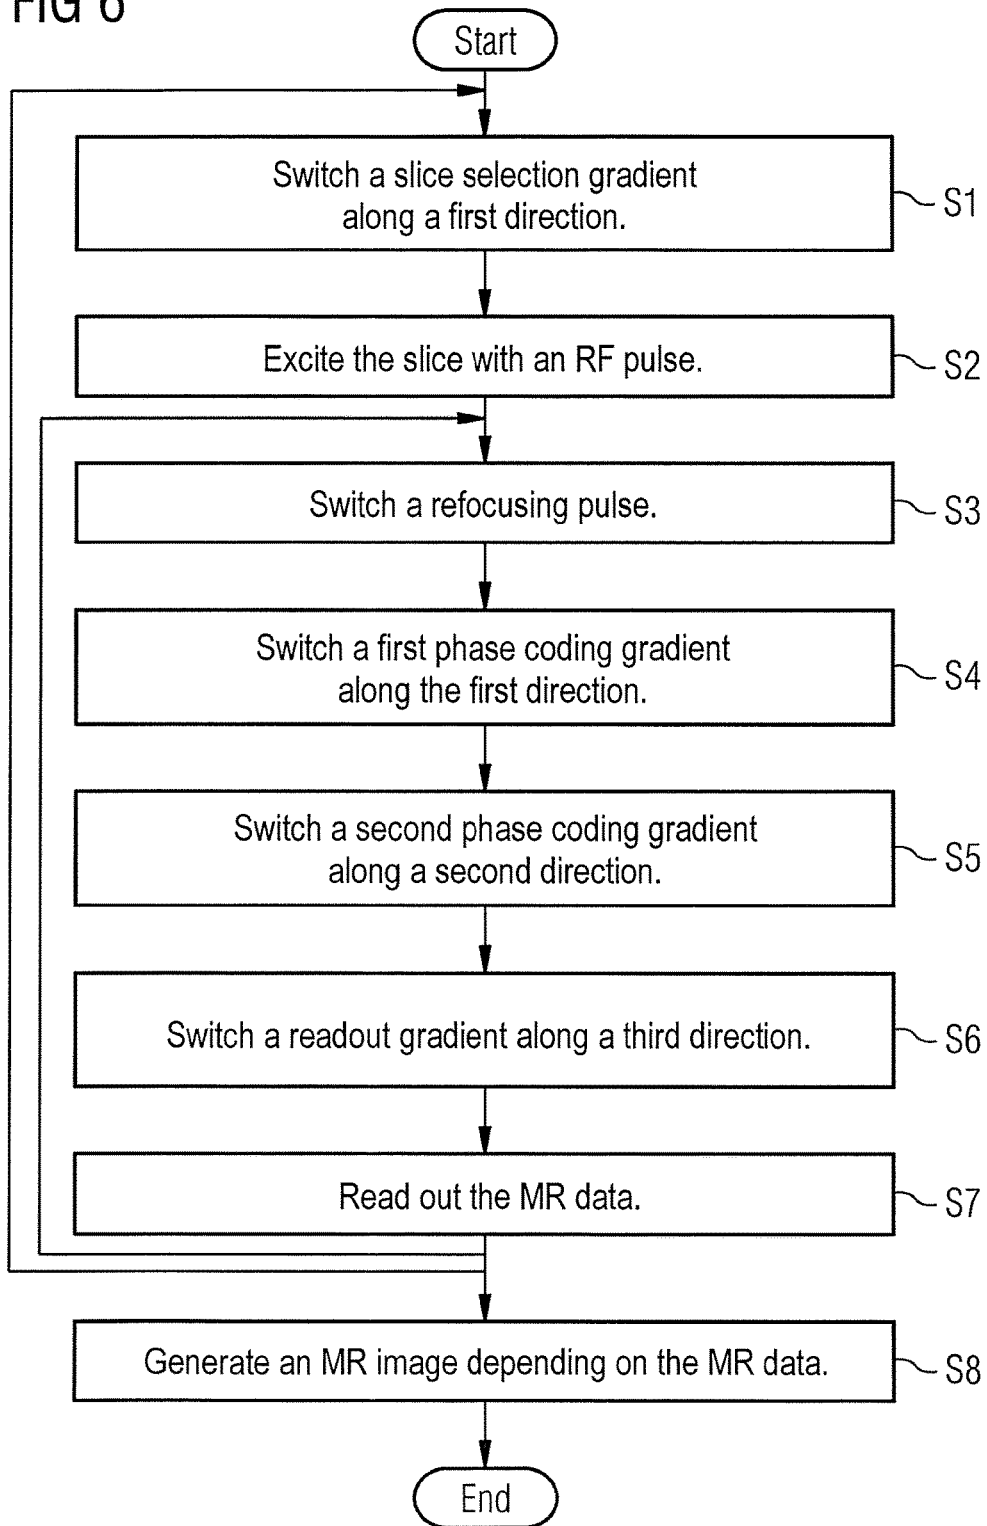 FIG 6
Start
Switch a slice selection gradient
along a first direction.
S1
Excite the slice with an RF pulse.
S2
Switch a refocusing pulse.
S3
Switch a first phase coding gradient
along the first direction.
S4
Switch a second phase coding gradient
along a second direction.
S5
Switch a readout gradient along a third direction.
S6
Read out the MR data.
S7
Generate an MR image depending on the MR data.
S8
End